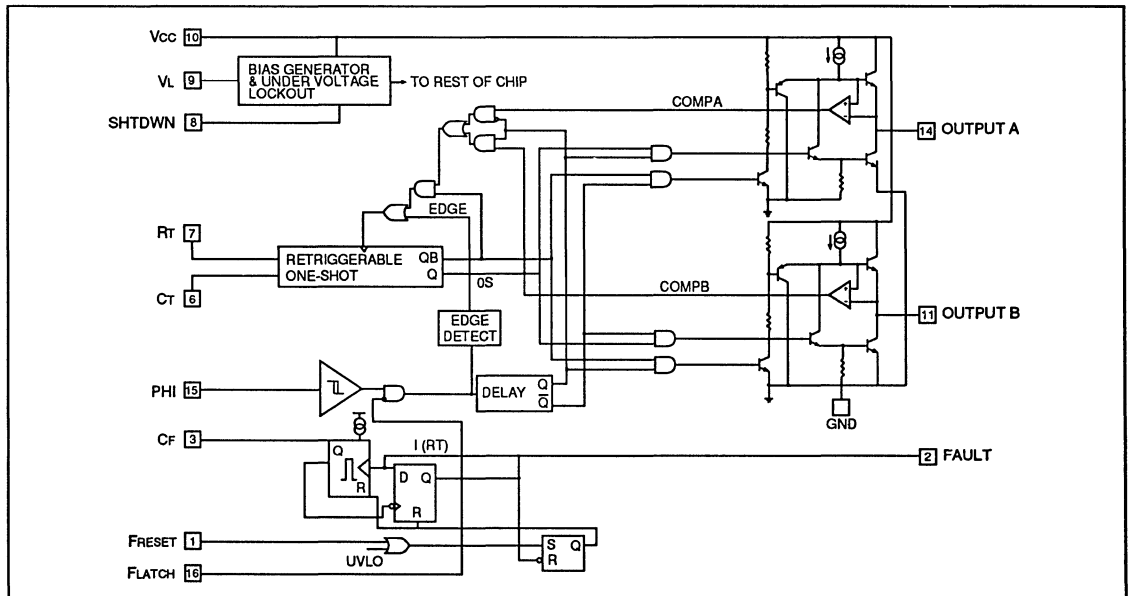 VCC 10
VL 9
BIAS GENERATOR
& UNDER VOLTAGE
LOCKOUT
TO REST OF CHIP
SHTDWN 8
COMPA
+
-
14 OUTPUT A
EDGE
RT 7
RETRIGGERABLE
ONE-SHOT
QB
Q
0S
CT 6
COMPB
+
-
11 OUTPUT B
EDGE
DETECT
PHI 15
DELAY
Q
Q̅
GND
CF 3
Q
R
I (RT)
D Q
R
2 FAULT
FRESET 1
UVLO
S Q
R
FLATCH 16